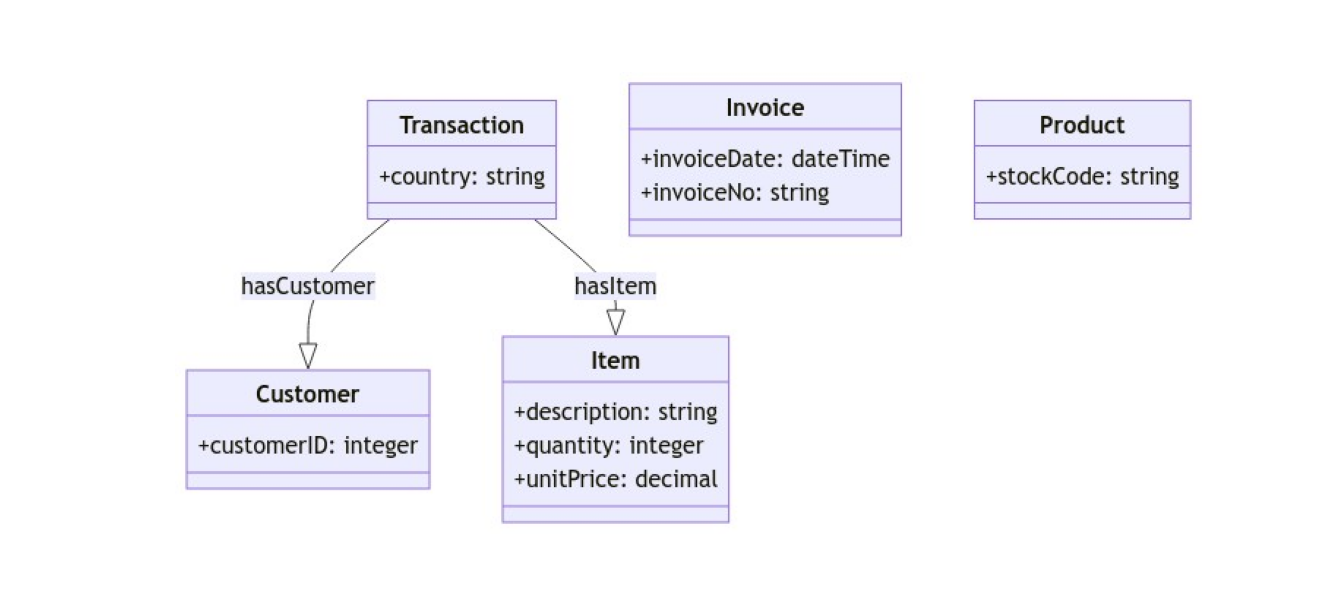 Transaction
+country: string
Invoice
+invoiceDate: dateTime
+invoiceNo: string
Product
+stockCode: string
hasCustomer
hasItem
Customer
+customerID: integer
Item
+description: string
+quantity: integer
+unitPrice: decimal